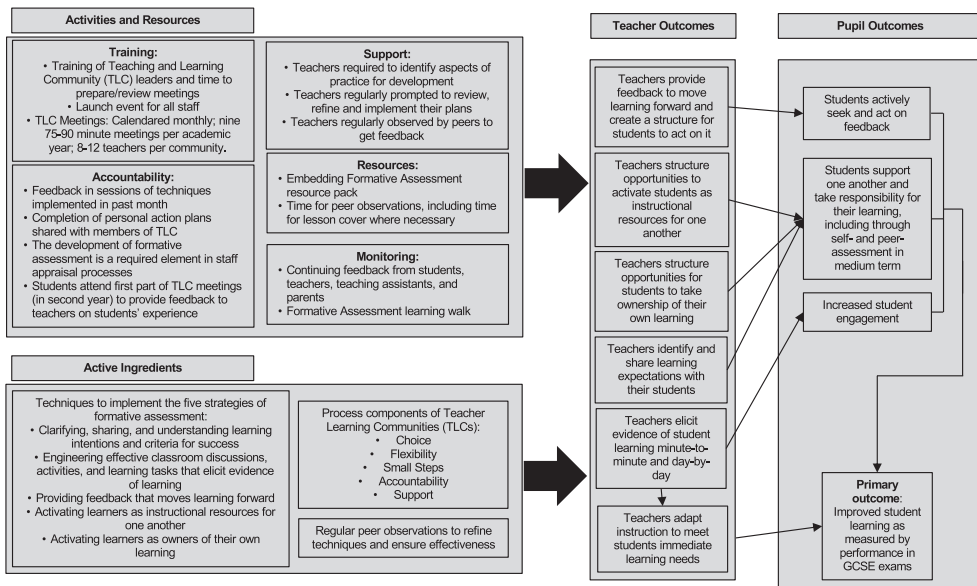 Activities and Resources
Training:
• Training of Teaching and Learning
Community (TLC) leaders and time to
prepare/review meetings
• Launch event for all staff
• TLC Meetings: Calendared monthly; nine
75-90 minute meetings per academic
year; 8-12 teachers per community.
Accountability:
• Feedback in sessions of techniques
implemented in past month
• Completion of personal action plans
shared with members of TLC
• The development of formative
assessment is a required element in staff
appraisal processes
• Students attend first part of TLC meetings
(in second year) to provide feedback to
teachers on students' experience
Support:
• Teachers required to identify aspects of
practice for development
• Teachers regularly prompted to review,
refine and implement their plans
• Teachers regularly observed by peers to
get feedback
Resources:
• Embedding Formative Assessment
resource pack
• Time for peer observations, including time
for lesson cover where necessary
Monitoring:
• Continuing feedback from students,
teachers, teaching assistants, and
parents
• Formative Assessment learning walk
Active Ingredients
Techniques to implement the five strategies of
formative assessment:
• Clarifying, sharing, and understanding learning
intentions and criteria for success
• Engineering effective classroom discussions,
activities, and learning tasks that elicit evidence
of learning
• Providing feedback that moves learning forward
• Activating learners as instructional resources for
one another
• Activating learners as owners of their own
learning
Process components of Teacher
Learning Communities (TLCs):
• Choice
• Flexibility
• Small Steps
• Accountability
• Support
Regular peer observations to refine
techniques and ensure effectiveness
Teacher Outcomes
Teachers provide
feedback to move
learning forward and
create a structure for
students to act on it
Teachers structure
opportunities to
activate students as
instructional
resources for one
another
Teachers structure
opportunities for
students to take
ownership of their
own learning
Teachers identify and
share learning
expectations with
their students
Teachers elicit
evidence of student
learning minute-to-
minute and day-by-
day
Teachers adapt
instruction to meet
students immediate
learning needs
Pupil Outcomes
Students actively
seek and act on
feedback
Students support
one another and
take responsibility
for their learning,
including through
self- and peer-
assessment in
medium term
Increased student
engagement
Primary
outcome:
Improved student
learning as
measured by
performance in
GCSE exams